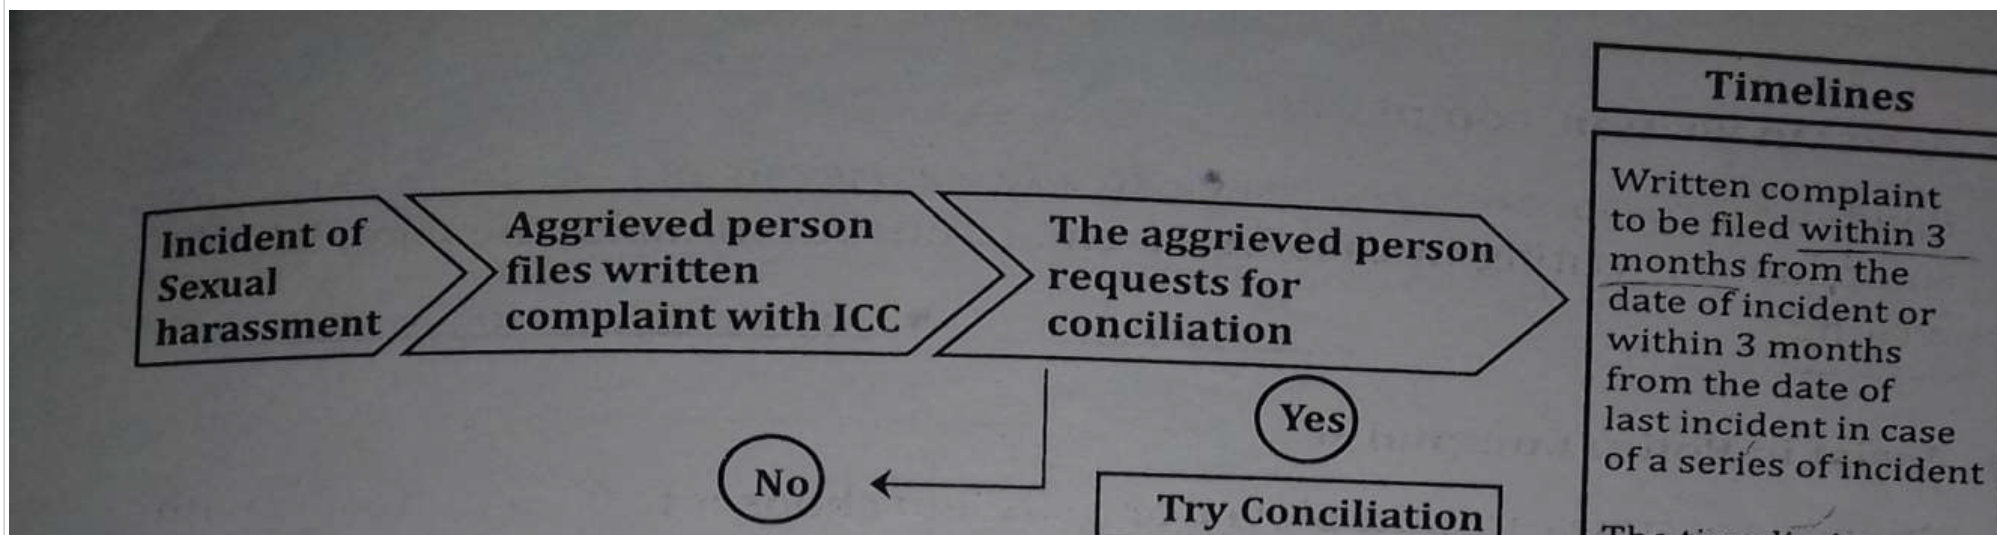 Incident of
Sexual
harassment
Aggrieved person
files written
complaint with ICC
The aggrieved person
requests for
conciliation
No
Yes
Try Conciliation
Timelines
Written complaint
to be filed within 3
months from the
date of incident or
within 3 months
from the date of
last incident in case
of a series of incident